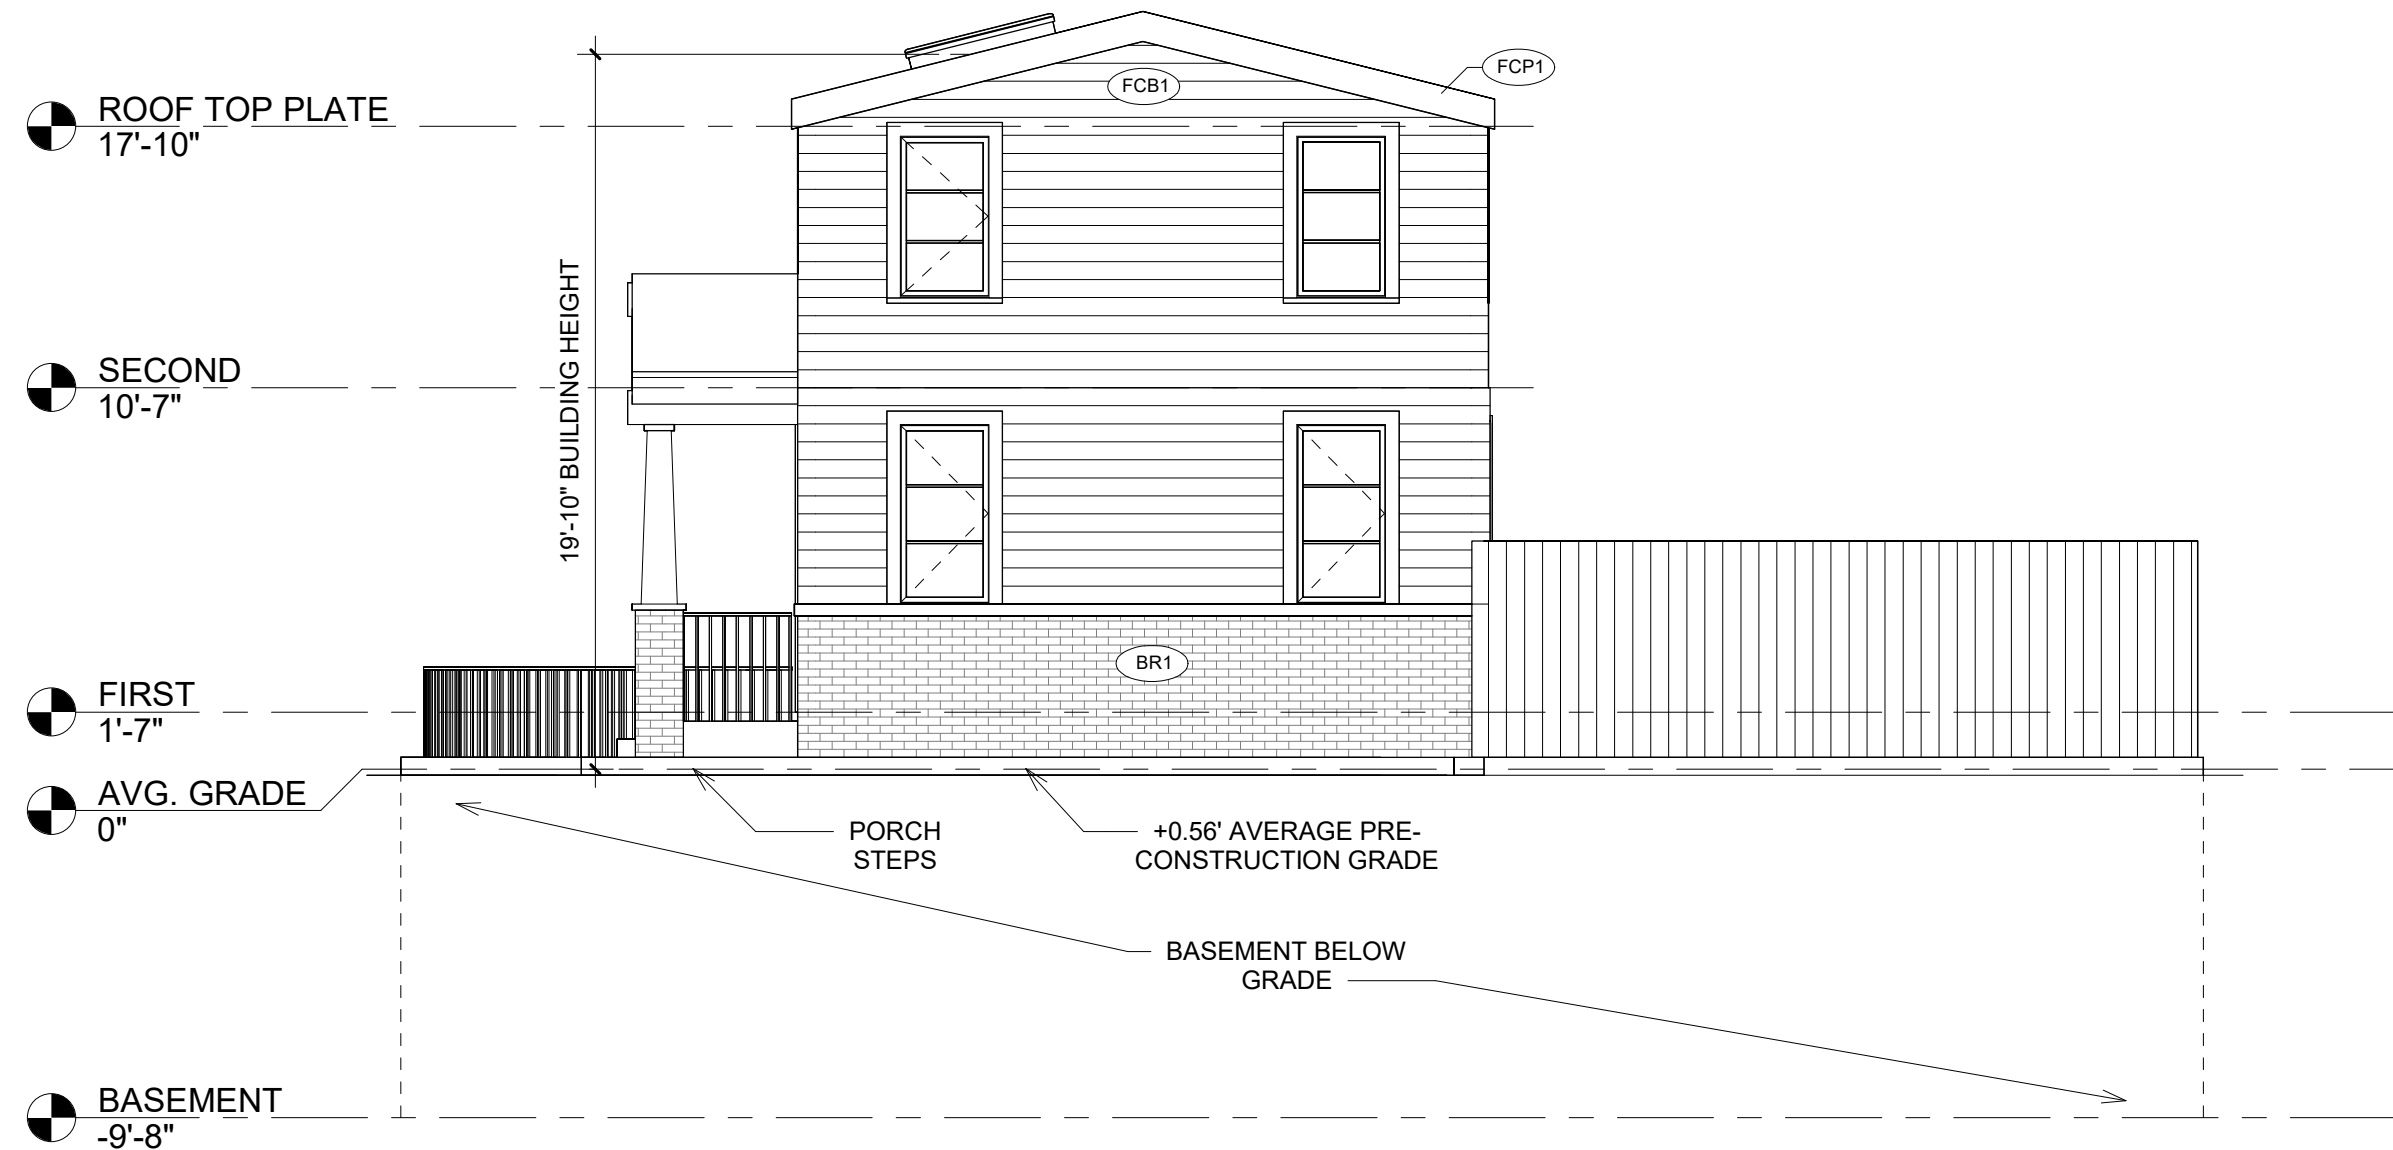 FCP1
FCB1
ROOF TOP PLATE
17'-10"
19'-10" BUILDING HEIGHT
SECOND
10'-7"
BR1
FIRST
1'-7"
AVG. GRADE
0"
PORCH
STEPS
+0.56' AVERAGE PRE-
CONSTRUCTION GRADE
BASEMENT BELOW
GRADE
BASEMENT
-9'-8"